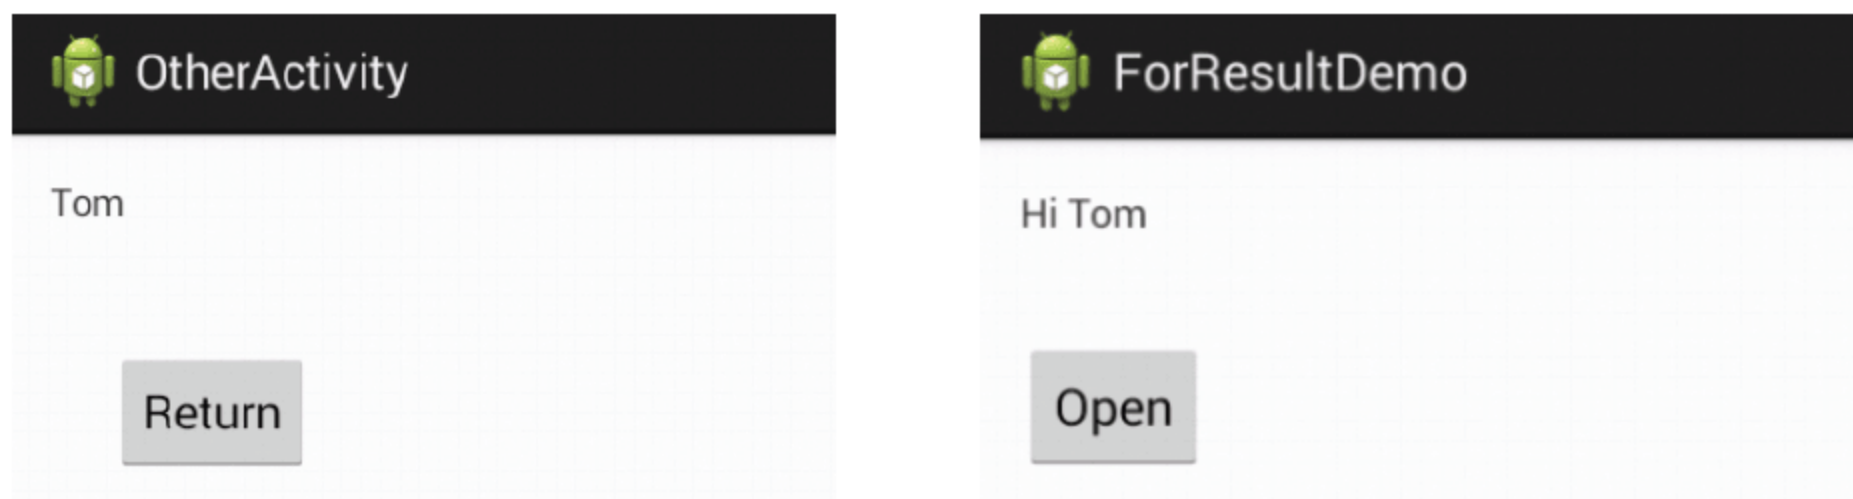 OtherActivity
Tom
Return
ForResultDemo
Hi Tom
Open